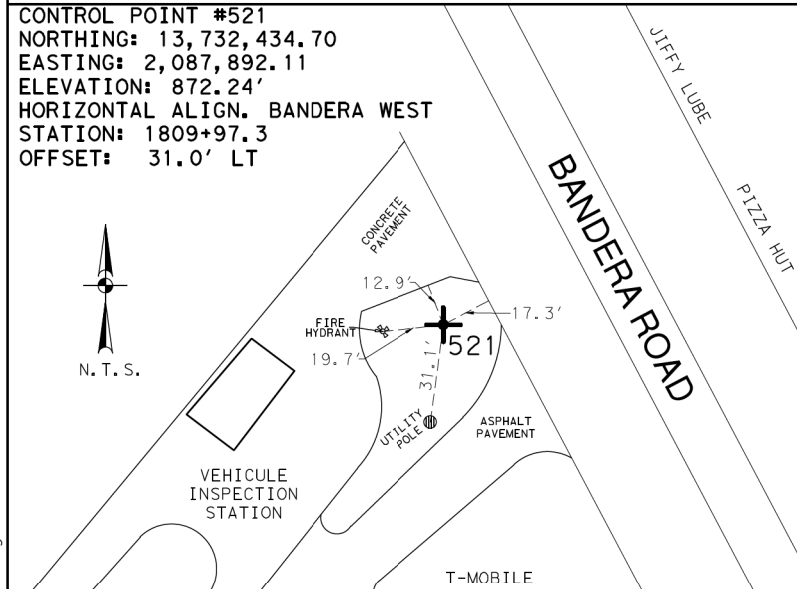 CONTROL POINT #521
NORTHING: 13,732,434.70
EASTING: 2,087,892.11
ELEVATION: 872.24'
HORIZONTAL ALIGN. BANDERA WEST
STATION: 1809+97.3
OFFSET: 31.0' LT
JIFFY LUBE
PIZZA HUT
BANDERA ROAD
CONCRETE
PAVEMENT
12.9'
17.3'
FIRE
HYDRANT
521
19.7'
31.1'
N.T.S.
UTILITY
POLE
ASPHALT
PAVEMENT
VEHICULE
INSPECTION
STATION
T-MOBILE